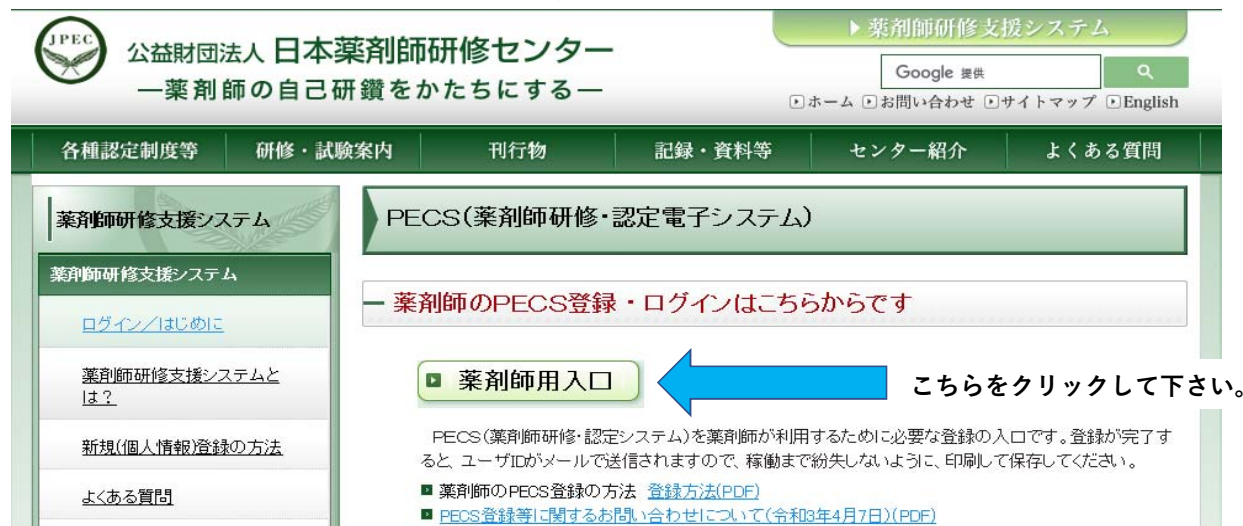 JPEC
公益財団法人 日本薬剤師研修センター
―薬剤師の自己研鑽をかたちにする―
薬剤師研修支援システム
Google 提供
ホーム お問い合わせ サイトマップ English
各種認定制度等 研修・試験案内 刊行物 記録・資料等 センター紹介 よくある質問
薬剤師研修支援システム
薬剤師研修支援システム
ログイン／はじめに
薬剤師研修支援システムと
は？
新規(個人情報)登録の方法
よくある質問
PECS(薬剤師研修・認定電子システム)
薬剤師のPECS登録・ログインはこちらからです
薬剤師用入口
こちらをクリックして下さい。
PECS(薬剤師研修・認定システム)を薬剤師が利用するために必要な登録の入口です。登録が完了す
ると、ユーザIDがメールで送信されますので、稼働まで紛失しないように、印刷して保存してください。
薬剤師のPECS登録の方法 登録方法(PDF)
PECS登録等に関するお問い合わせについて(令和3年4月7日)(PDF)